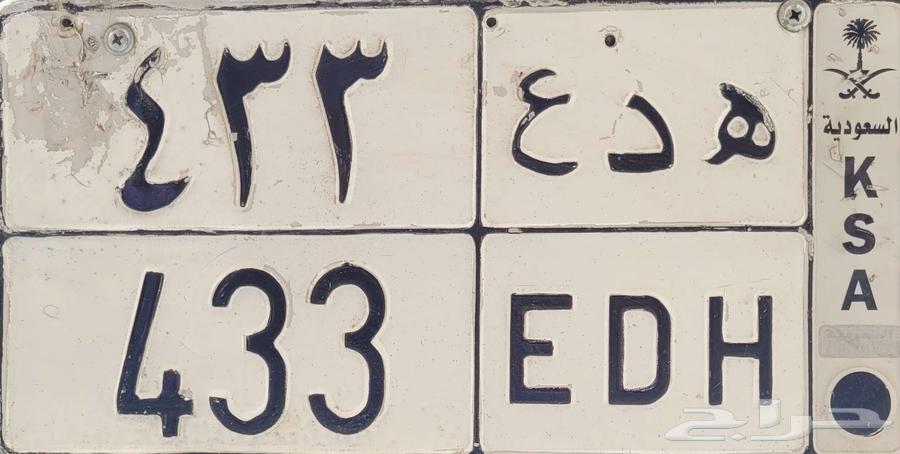 ٤٣٣ هدع
433 EDH
السعودية
K
S
A
حراج